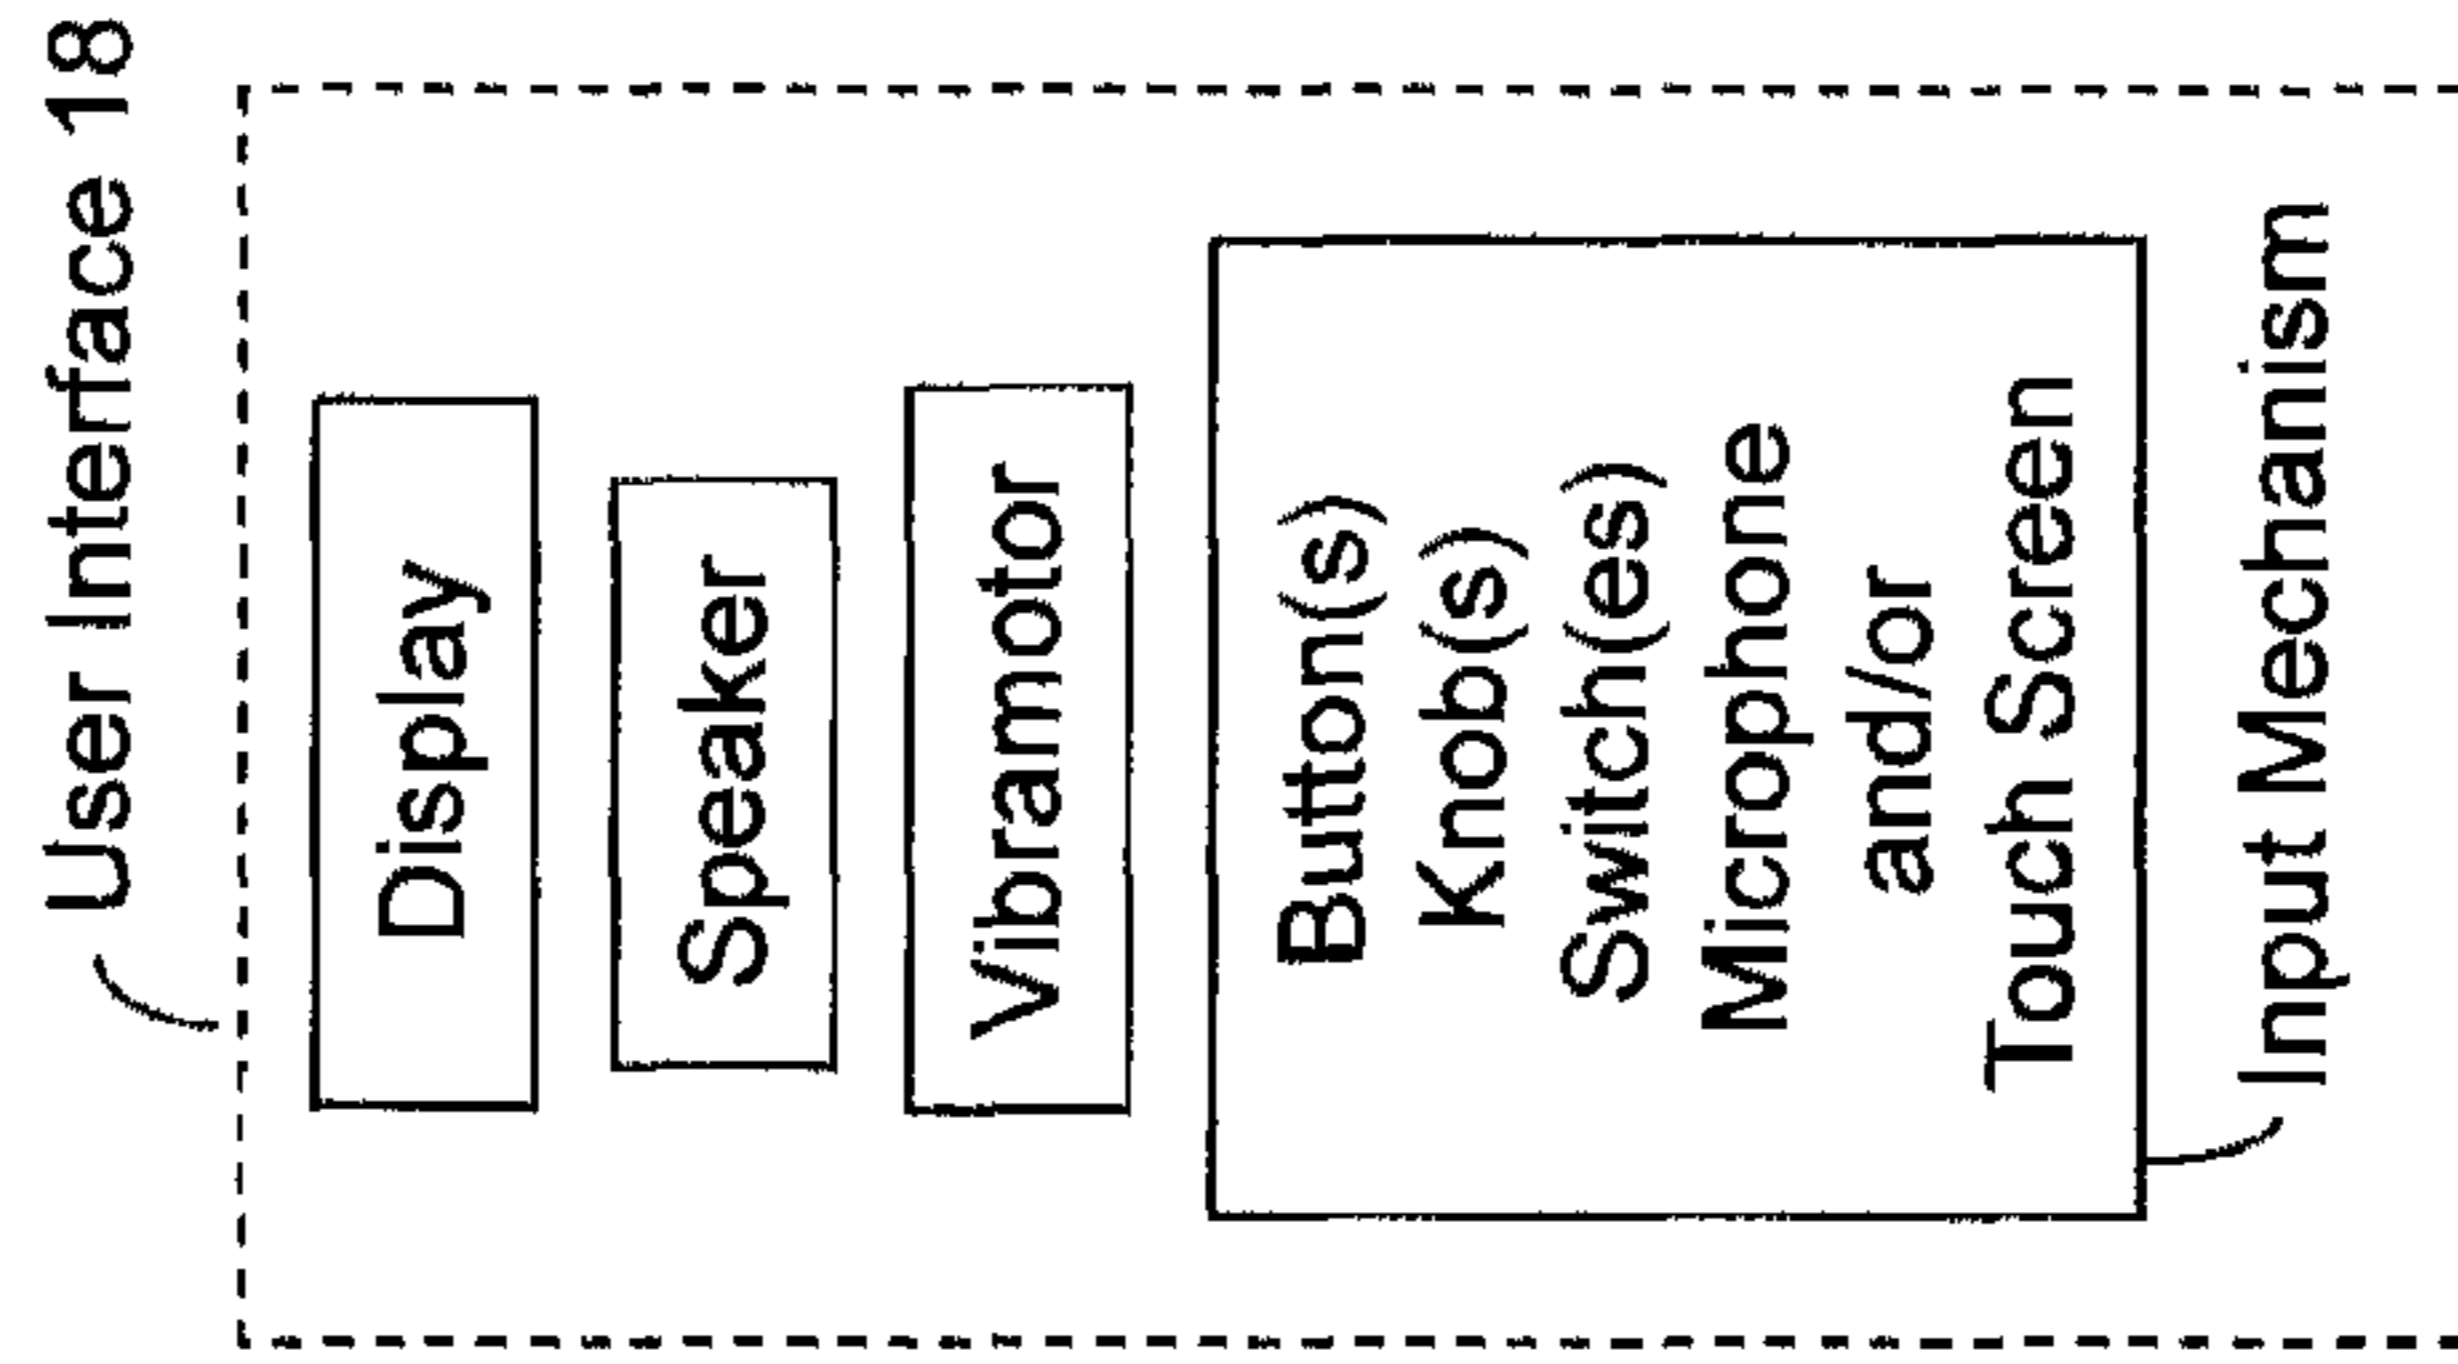 User Interface 18
Display
Speaker
Vibramotor
Button(s)
Knob(s)
Switch(es)
Microphone
and/or
Touch Screen
Input Mechanism